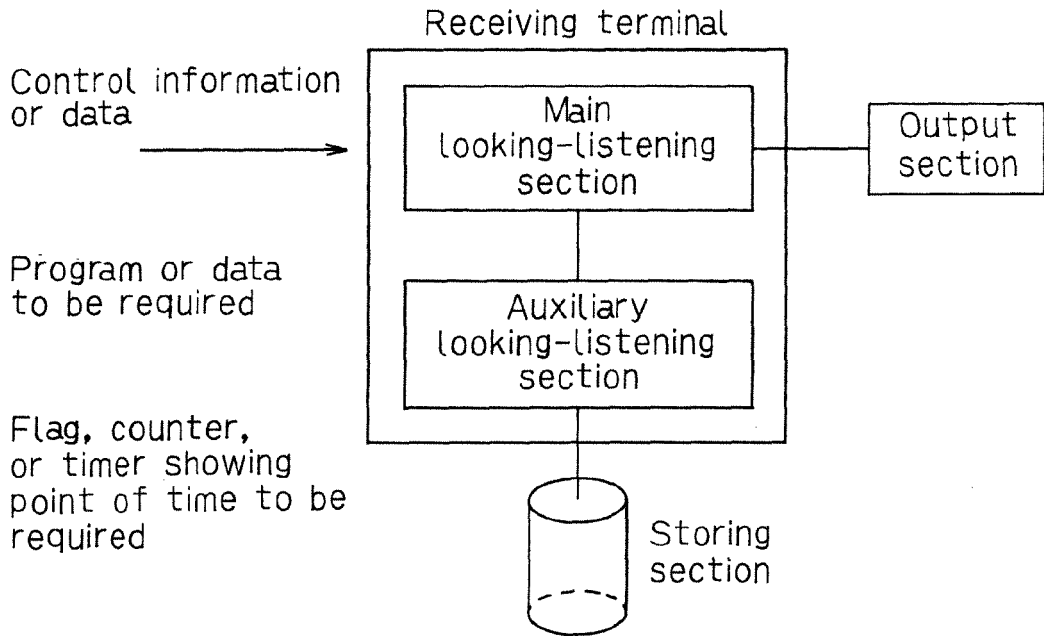 Receiving terminal
Control information
or data
Main
looking-listening
section
Output
section
Program or data
to be required
Auxiliary
looking-listening
section
Flag, counter,
or timer showing
point of time to be
required
Storing
section